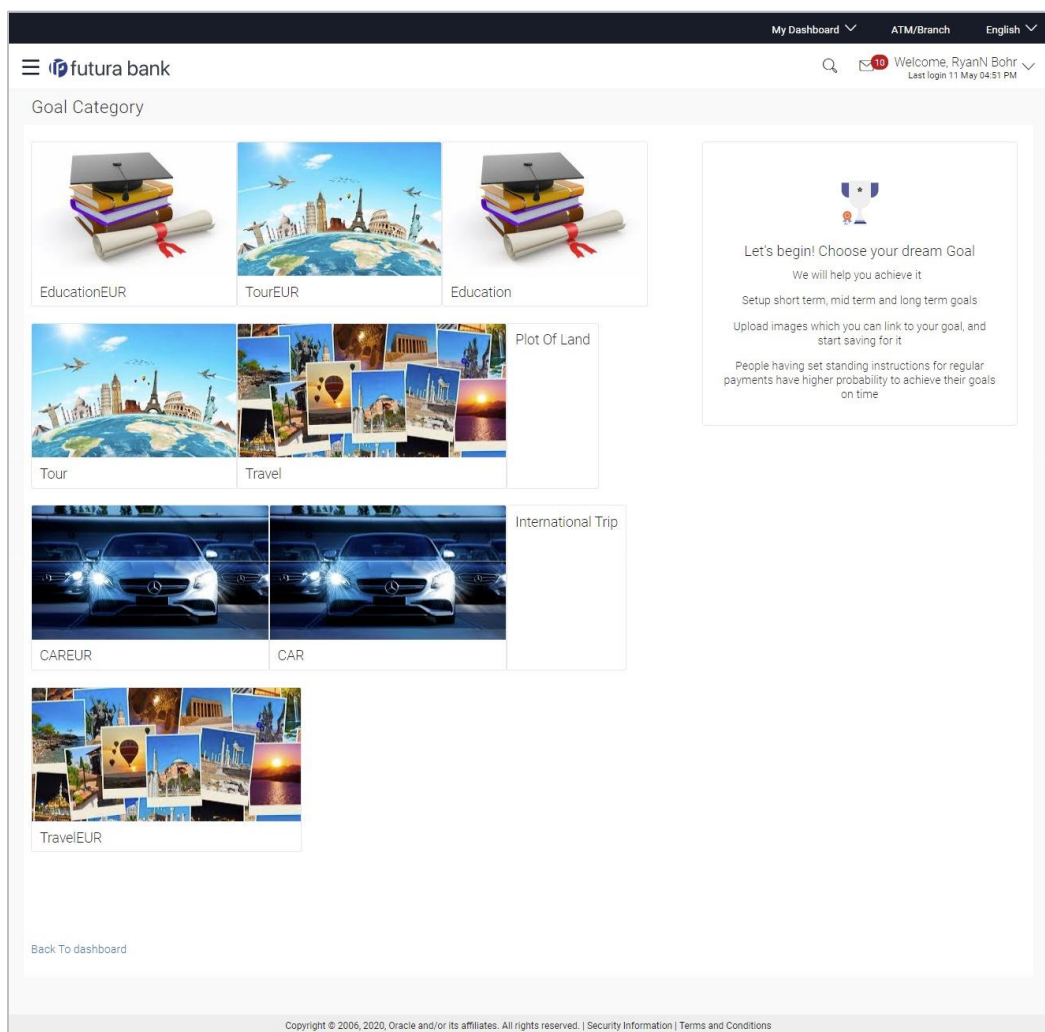 My Dashboard ATM/Branch English
futura bank 10 Welcome, RyanN Bohr
Last login 11 May 04:51 PM
Goal Category
EducationEUR TourEUR Education
Let's begin! Choose your dream Goal
We will help you achieve it
Setup short term, mid term and long term goals
Upload images which you can link to your goal, and
start saving for it
People having set standing instructions for regular
payments have higher probability to achieve their goals
on time
Plot Of Land
Tour Travel
International Trip
CAREUR CAR
TravelEUR
Back To dashboard
Copyright © 2006, 2020, Oracle and/or its affiliates. All rights reserved. | Security Information | Terms and Conditions